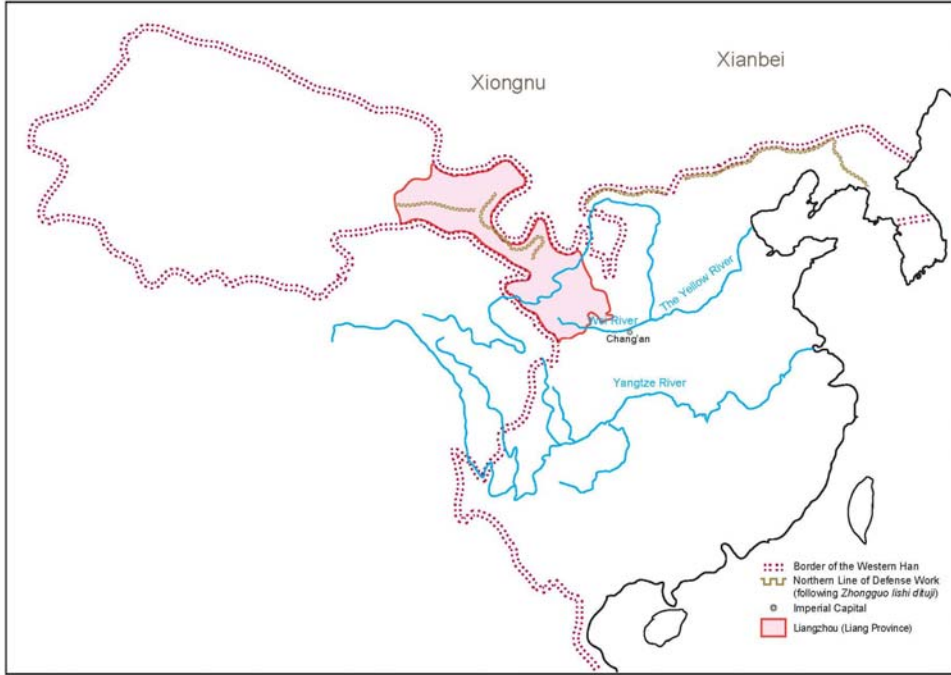 Xianbei
Xiongnu
The Yellow River
Wei River
Chang'an
Yangtze River
Border of the Western Han
Northern Line of Defense Work
(following Zhongguo lishi dituji)
Imperial Capital
Liangzhou (Liang Province)